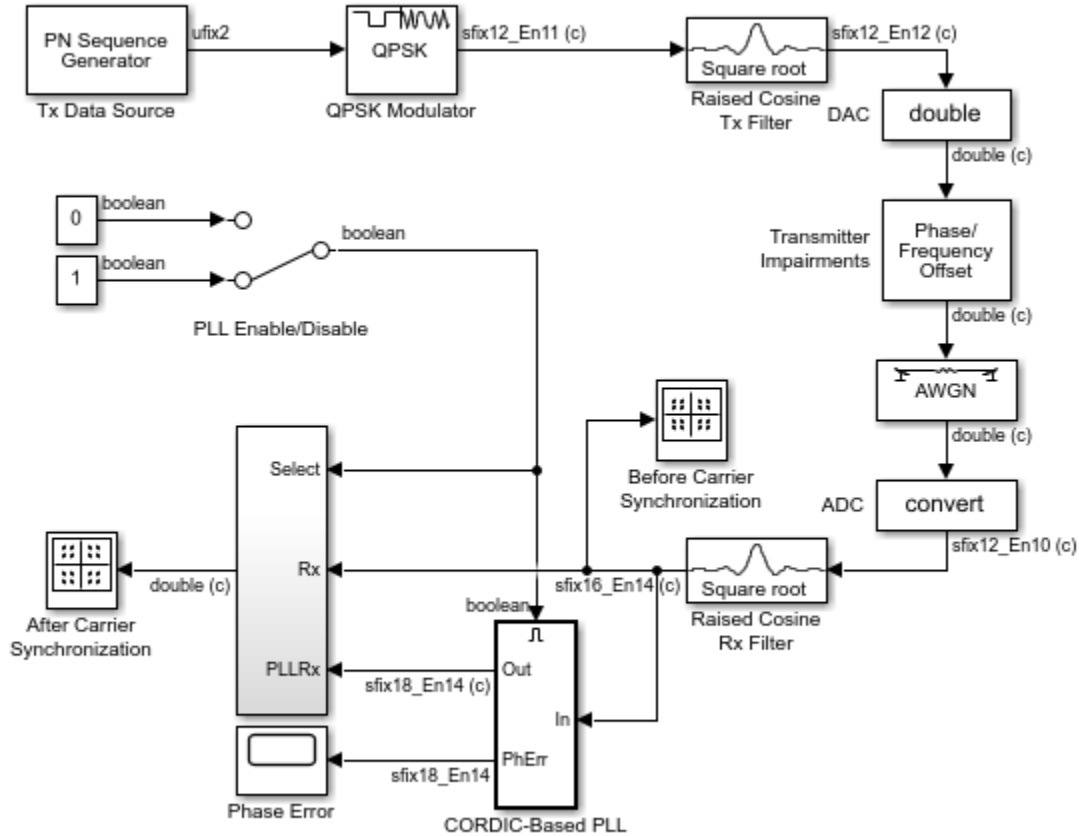 PN Sequence
Generator
Tx Data Source
ufix2
QPSK
QPSK Modulator
sfix12_En11 (c)
Square root
Raised Cosine
Tx Filter
sfix12_En12 (c)
DAC
double
double (c)
Transmitter
Impairments
Phase/
Frequency
Offset
double (c)
AWGN
double (c)
ADC
convert
sfix12_En10 (c)
0
boolean
1
boolean
boolean
PLL Enable/Disable
Before Carrier
Synchronization
Square root
Raised Cosine
Rx Filter
sfix16_En14 (c)
boolean
Select
Rx
PLLRx
double (c)
After Carrier
Synchronization
Out
In
PhErr
sfix18_En14 (c)
sfix18_En14
Phase Error
CORDIC-Based PLL